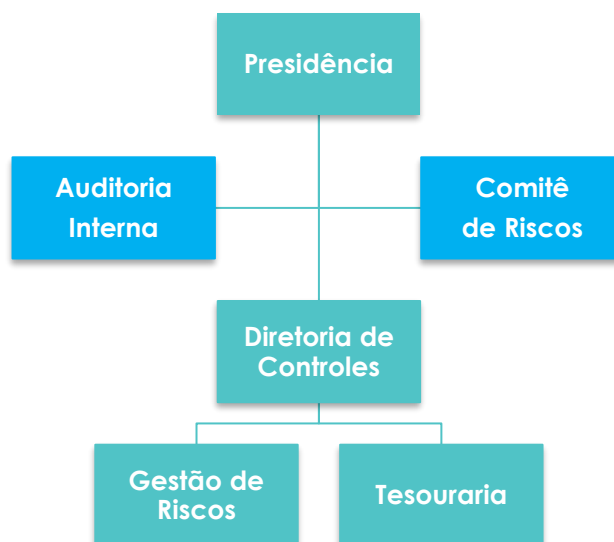 Presidência
Auditoria
Interna
Comitê
de Riscos
Diretoria de
Controles
Gestão de
Riscos
Tesouraria